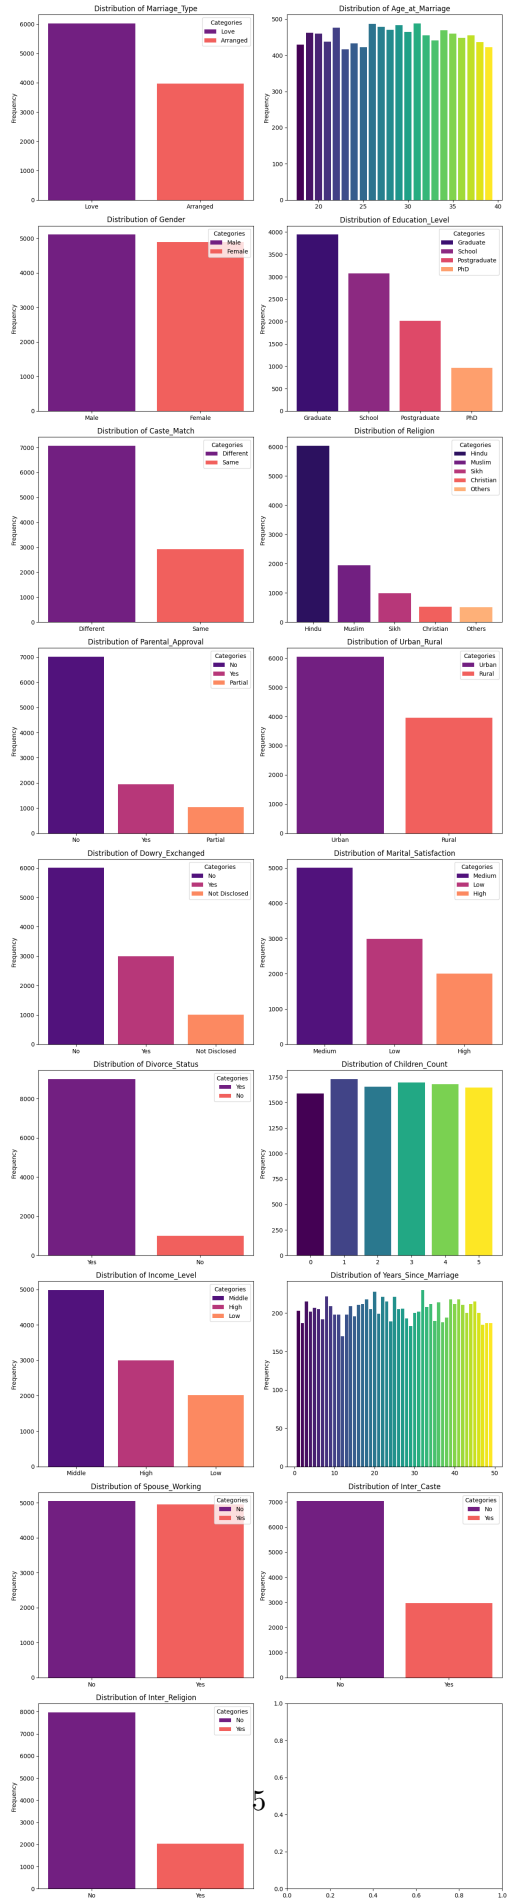 Distribution of Marriage_Type
Frequency
6000
5000
4000
3000
2000
1000
0
Love
Arranged
Categories
Love
Arranged
Distribution of Age_at_Marriage
Frequency
500
400
300
200
100
0
20
25
30
35
40
Distribution of Gender
Frequency
5000
4000
3000
2000
1000
0
Male
Female
Categories
Male
Female
Distribution of Education_Level
Frequency
4000
3500
3000
2500
2000
1500
1000
500
0
Graduate
School
Postgraduate
PhD
Categories
Graduate
School
Postgraduate
PhD
Distribution of Caste_Match
Frequency
7000
6000
5000
4000
3000
2000
1000
0
Different
Same
Categories
Different
Same
Distribution of Religion
Frequency
6000
5000
4000
3000
2000
1000
0
Hindu
Muslim
Sikh
Christian
Others
Categories
Hindu
Muslim
Sikh
Christian
Others
Distribution of Parental_Approval
Frequency
7000
6000
5000
4000
3000
2000
1000
0
No
Yes
Partial
Categories
No
Yes
Partial
Distribution of Urban_Rural
Frequency
6000
5000
4000
3000
2000
1000
0
Urban
Rural
Categories
Urban
Rural
Distribution of Dowry_Exchanged
Frequency
6000
5000
4000
3000
2000
1000
0
No
Yes
Not Disclosed
Categories
No
Yes
Not Disclosed
Distribution of Marital_Satisfaction
Frequency
5000
4000
3000
2000
1000
0
Medium
Low
High
Categories
Medium
Low
High
Distribution of Divorce_Status
Frequency
8000
6000
4000
2000
0
Yes
No
Categories
Yes
No
Distribution of Children_Count
Frequency
1750
1500
1250
1000
750
500
250
0
0
1
2
3
4
5
Distribution of Income_Level
Frequency
5000
4000
3000
2000
1000
0
Middle
High
Low
Categories
Middle
High
Low
Distribution of Years_Since_Marriage
Frequency
200
150
100
50
0
0
10
20
30
40
50
Distribution of Spouse_Working
Frequency
5000
4000
3000
2000
1000
0
No
Yes
Categories
No
Yes
Distribution of Inter_Caste
Frequency
7000
6000
5000
4000
3000
2000
1000
0
No
Yes
Categories
No
Yes
Distribution of Inter_Religion
Frequency
8000
7000
6000
5000
4000
3000
2000
1000
0
No
Yes
Categories
No
Yes
1.0
0.8
0.6
0.4
0.2
0.0
0.0
0.2
0.4
0.6
0.8
1.0
5